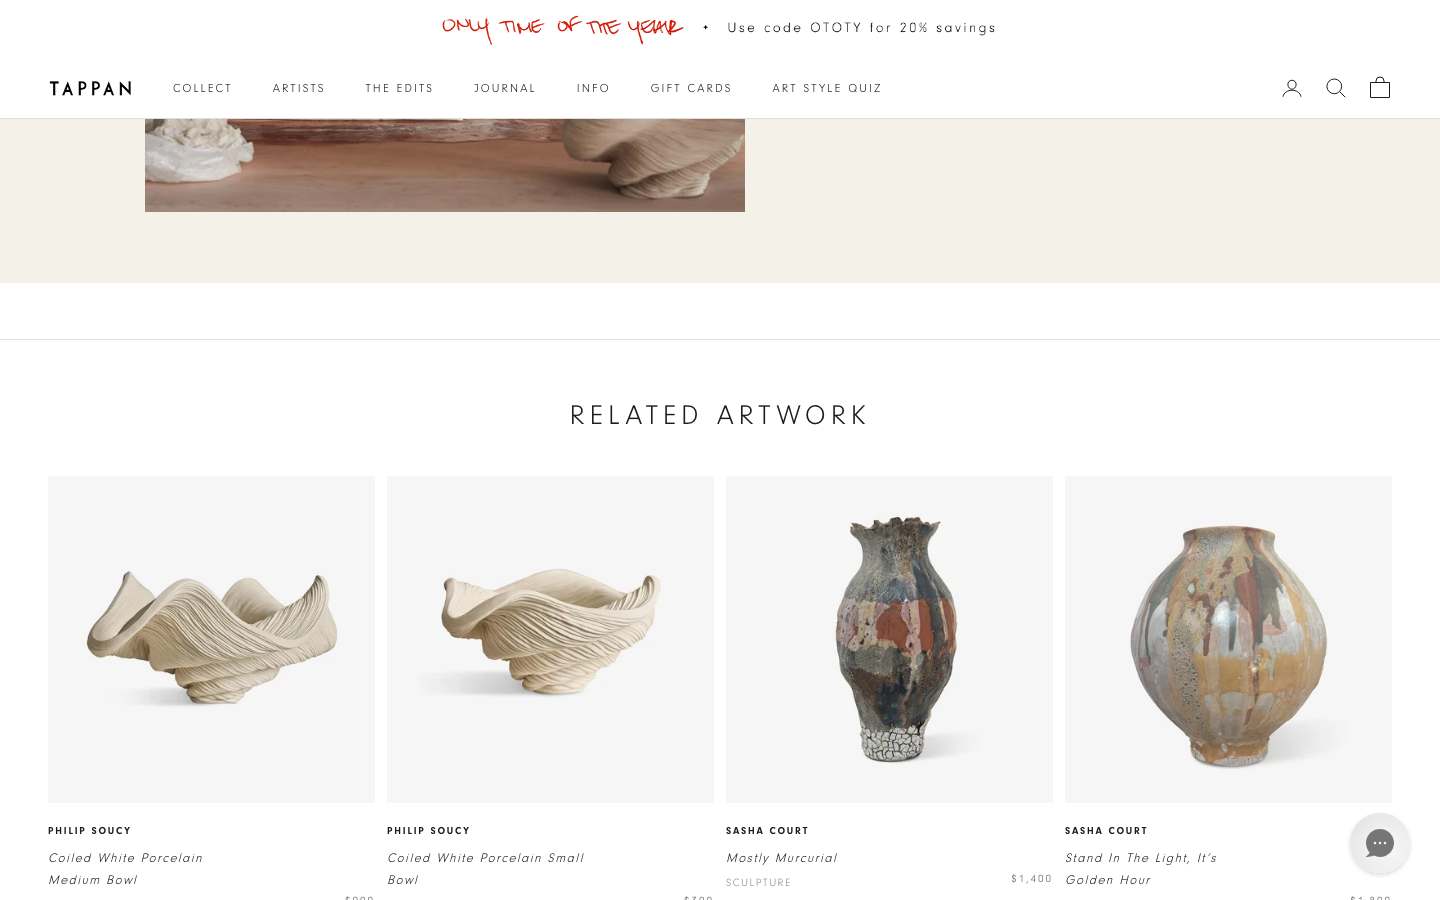 ONLY TIME OF THE YEAR
Use code OTOTY for 20% savings
TAPPAN COLLECT ARTISTS THE EDITS JOURNAL INFO GIFT CARDS ART STYLE QUIZ
RELATED ARTWORK
PHILIP SOUCY
Coiled White Porcelain
Medium Bowl
PHILIP SOUCY
Coiled White Porcelain Small
Bowl
SASHA COURT
Mostly Murcurial
SCULPTURE
$1,400
SASHA COURT
Stand In The Light, It's
Golden Hour